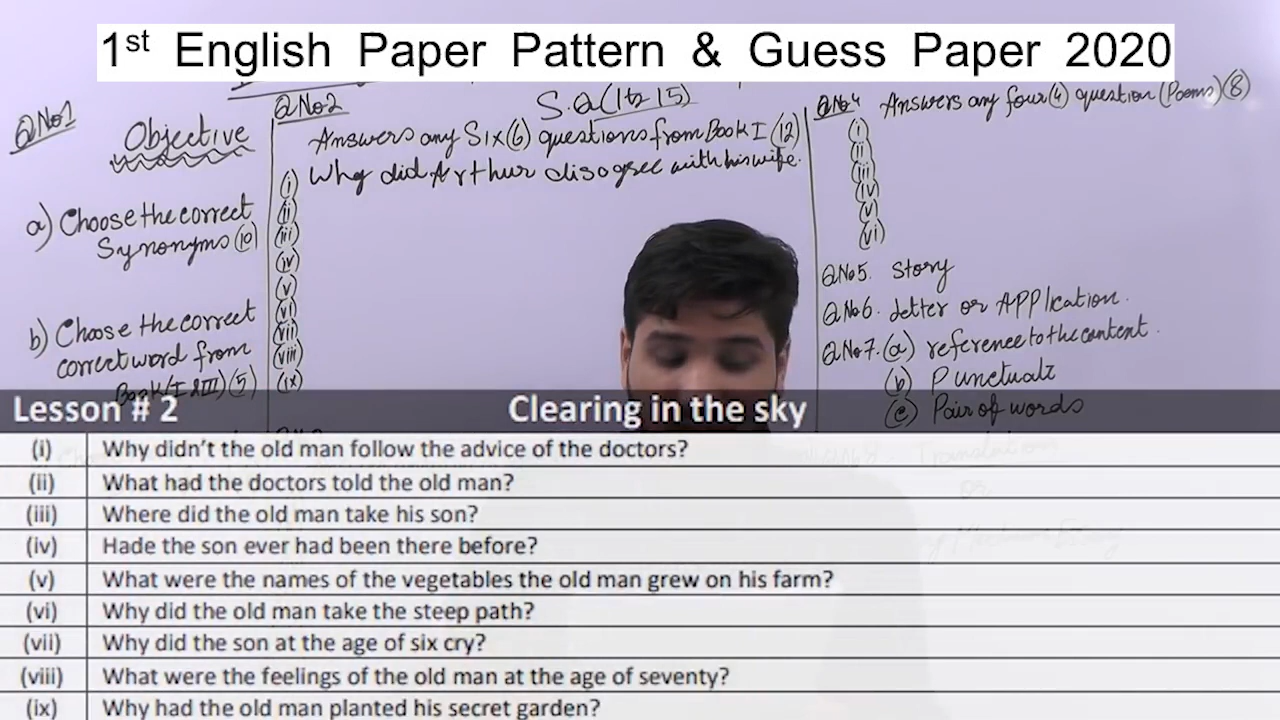 1st English Paper Pattern & Guess Paper 2020
Q No1
Objective
a) Choose the correct
Synonyms (10)
b) Choose the correct
correct word from
Book (I & III) (5)
Q No2
S.Q (1 to 15)
Answers any Six (6) questions from Book I (12)
(i) Why did Arthur disagree with his wife.
(ii)
(iii)
(iv)
(v)
(vi)
(vii)
(viii)
(ix)
Q No4 Answers any four (4) question (Poems) (8)
(i)
(ii)
(iii)
(iv)
(v)
(vi)
Q No5. Story
Q No6. Letter or APPlication.
Q No7. (a) reference to the content.
(b) Punctuate
(c) Pair of words
Translation
or
Lesson # 2 Clearing in the sky
(i) Why didn't the old man follow the advice of the doctors?
(ii) What had the doctors told the old man?
(iii) Where did the old man take his son?
(iv) Hade the son ever had been there before?
(v) What were the names of the vegetables the old man grew on his farm?
(vi) Why did the old man take the steep path?
(vii) Why did the son at the age of six cry?
(viii) What were the feelings of the old man at the age of seventy?
(ix) Why had the old man planted his secret garden?